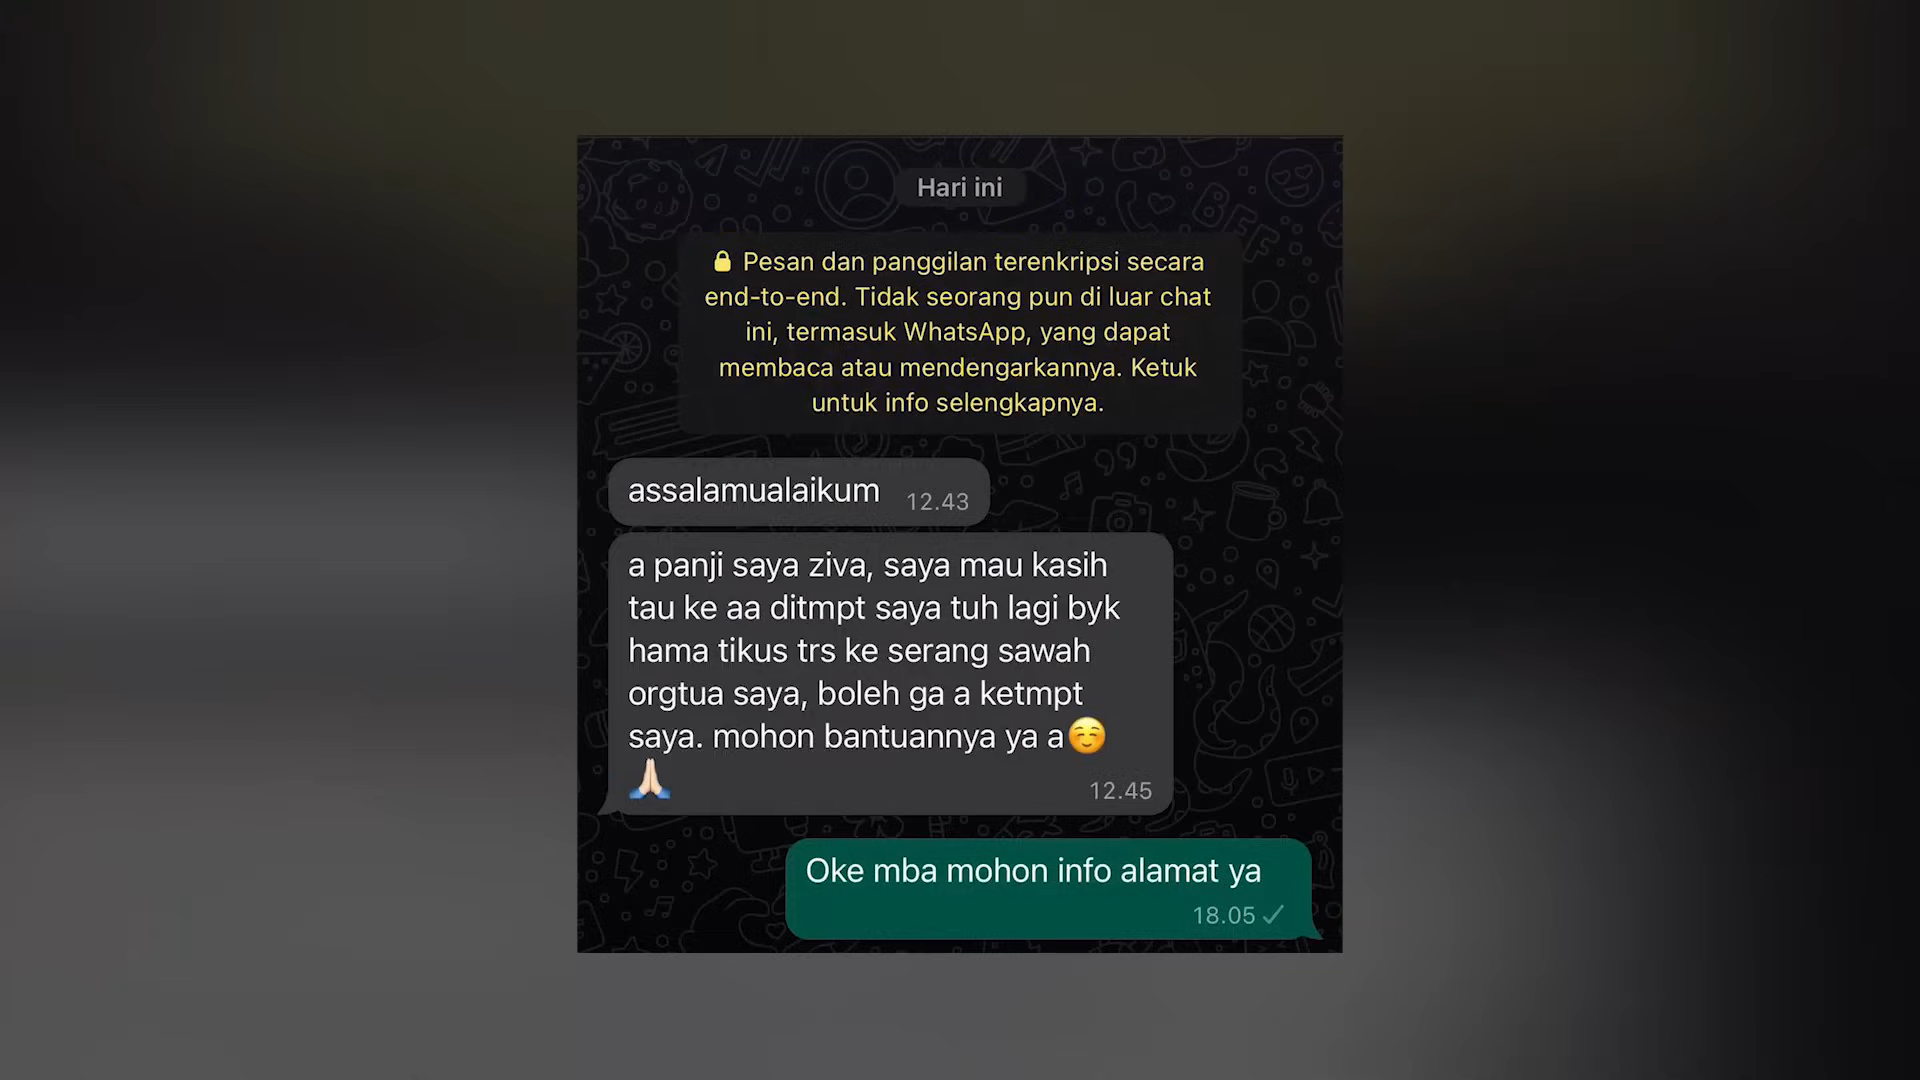 Hari ini
🔒 Pesan dan panggilan terenkripsi secara
end-to-end. Tidak seorang pun di luar chat
ini, termasuk WhatsApp, yang dapat
membaca atau mendengarkannya. Ketuk
untuk info selengkapnya.
assalamualaikum 12.43
a panji saya ziva, saya mau kasih
tau ke aa ditmpt saya tuh lagi byk
hama tikus trs ke serang sawah
orgtua saya, boleh ga a ketmpt
saya. mohon bantuannya ya a☺️
🙏🏻 12.45
Oke mba mohon info alamat ya
18.05 ✓